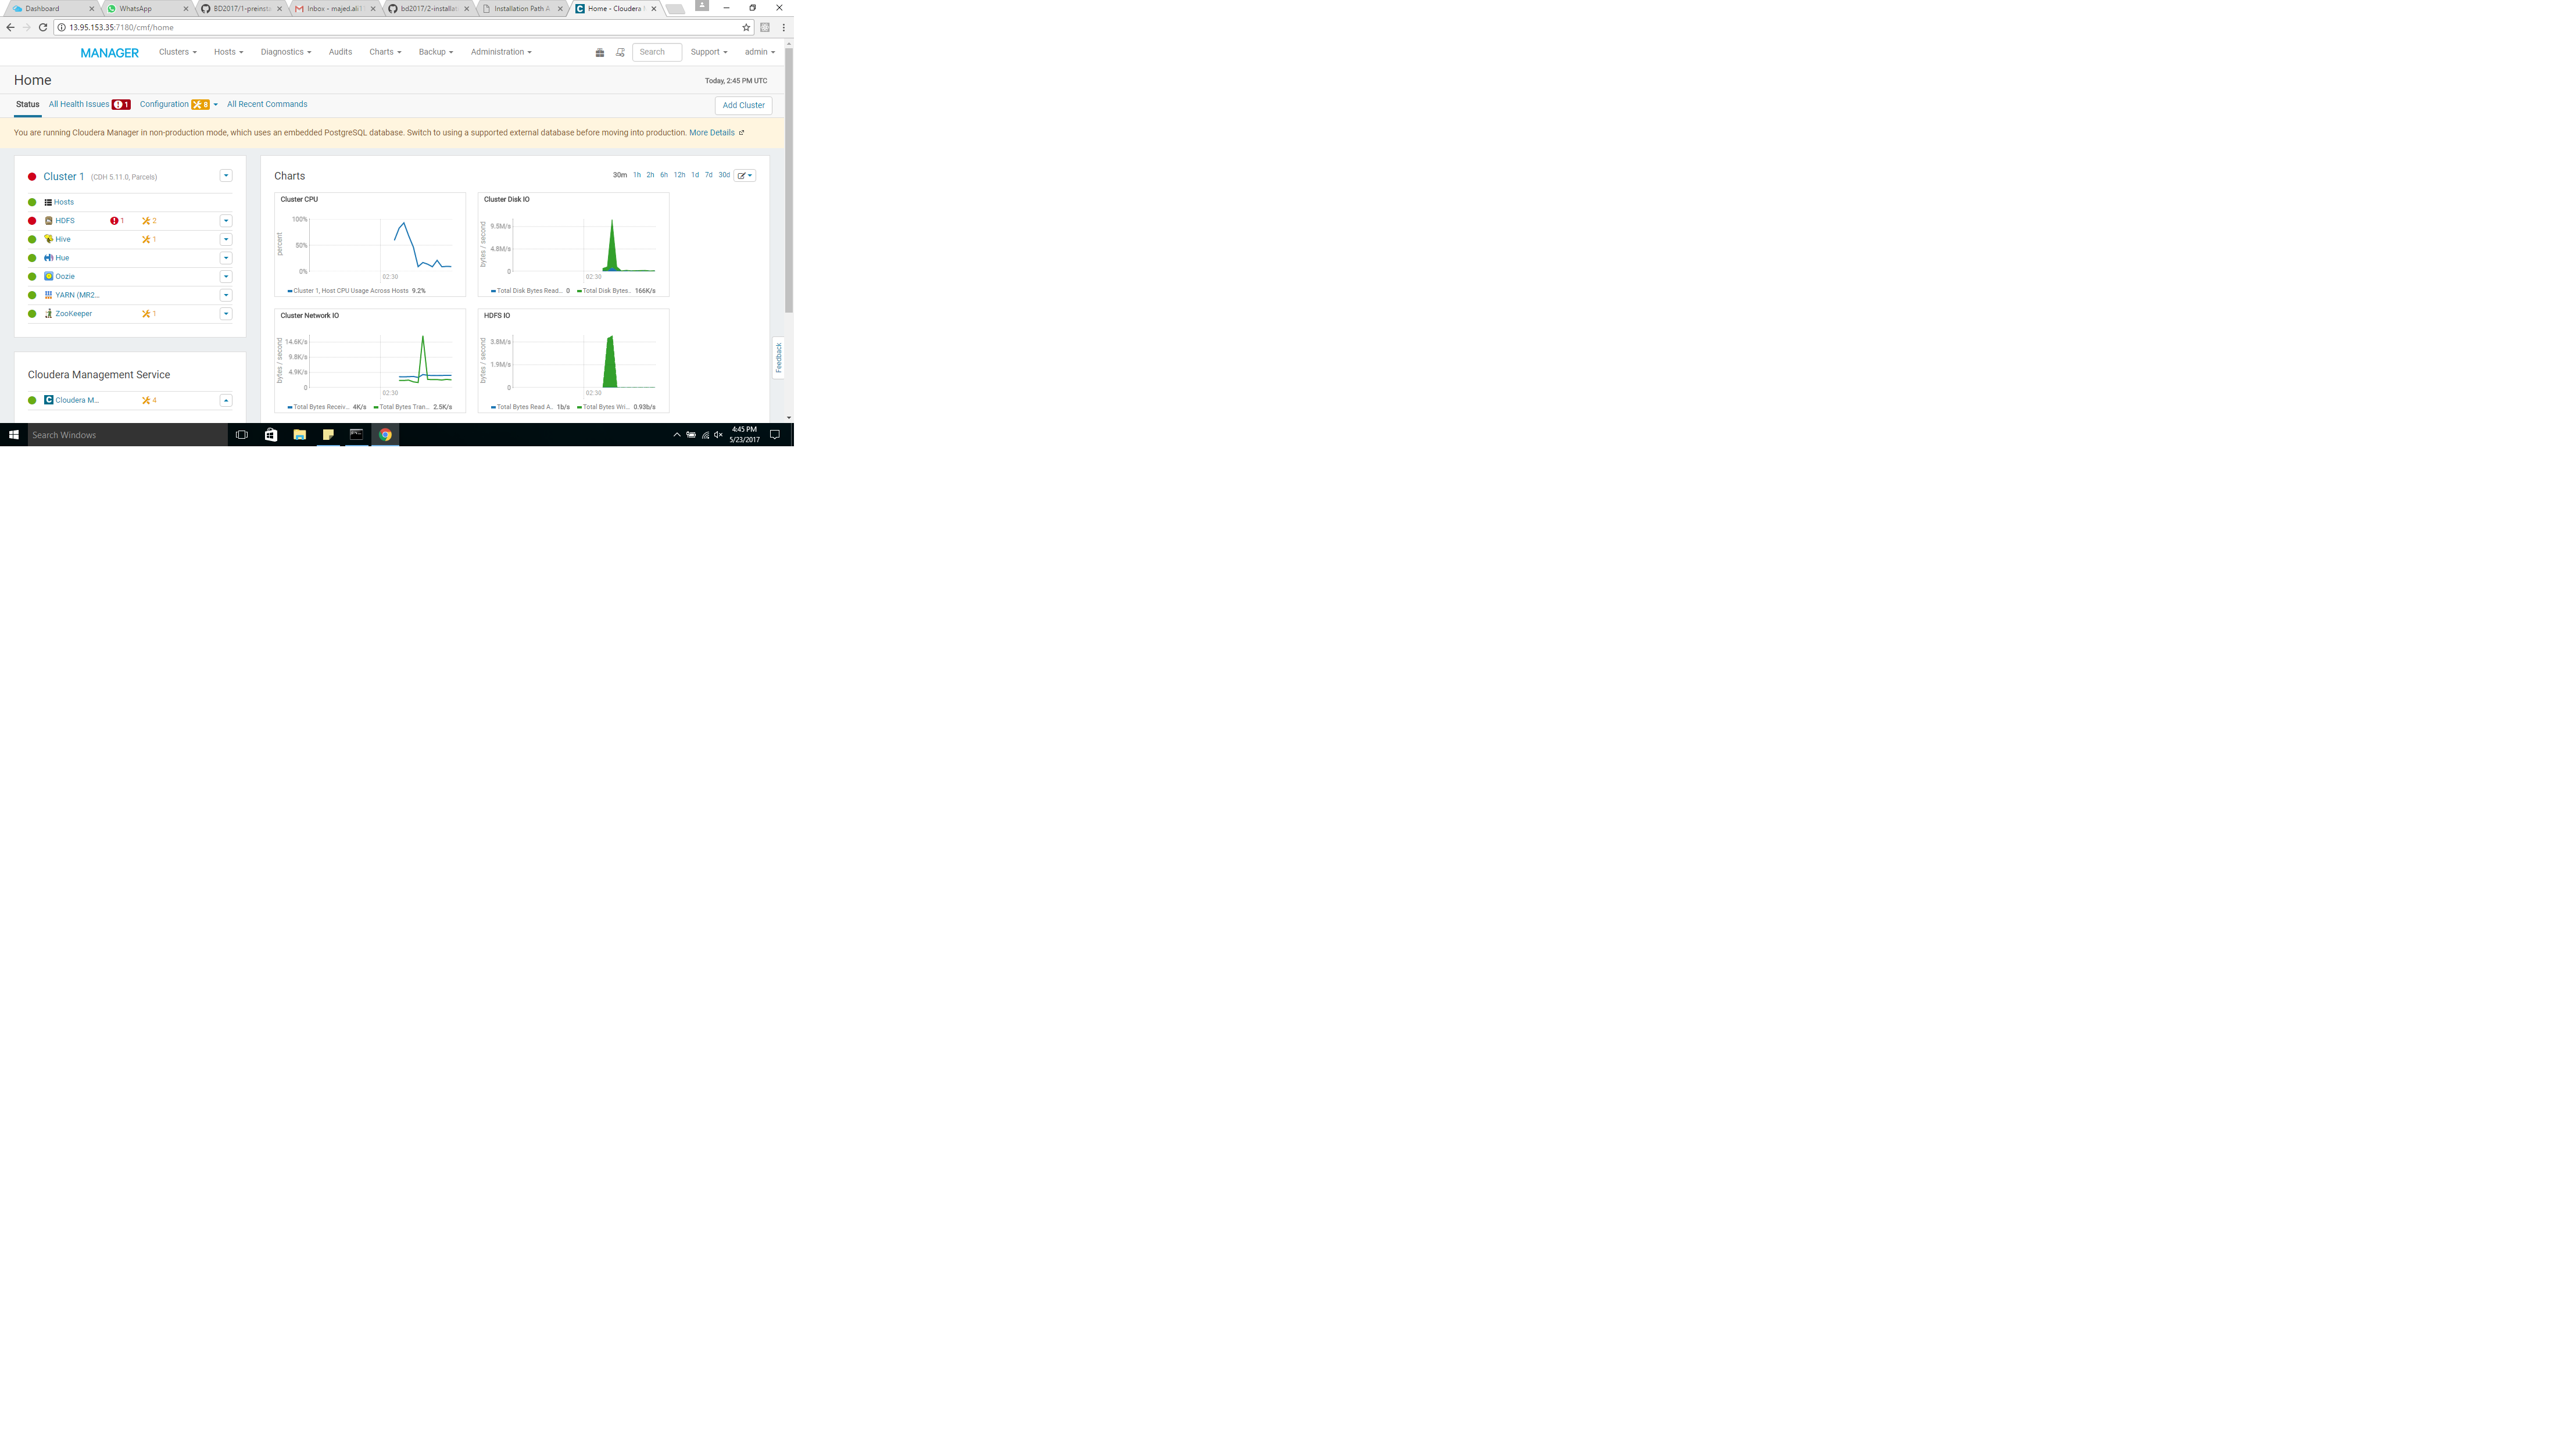 Dashboard WhatsApp BD2017/1-preinsta Inbox - majed.ali1 bd2017/2-installati Installation Path A Home - Cloudera
13.95.153.35:7180/cmf/home
MANAGER Clusters Hosts Diagnostics Audits Charts Backup Administration Search Support admin
Home Today, 2:45 PM UTC
Status All Health Issues 1 Configuration 8 All Recent Commands Add Cluster
You are running Cloudera Manager in non-production mode, which uses an embedded PostgreSQL database. Switch to using a supported external database before moving into production. More Details
Cluster 1 (CDH 5.11.0, Parcels)
Hosts
HDFS 1 2
Hive 1
Hue
Oozie
YARN (MR2...
ZooKeeper 1
Cloudera Management Service
Cloudera M... 4
Charts 30m 1h 2h 6h 12h 1d 7d 30d
Cluster CPU
percent
100%
50%
0%
02:30
Cluster 1, Host CPU Usage Across Hosts 9.2%
Cluster Disk IO
bytes / second
9.5M/s
4.8M/s
0
02:30
Total Disk Bytes Read... 0 Total Disk Bytes.. 166K/s
Cluster Network IO
bytes / second
14.6K/s
9.8K/s
4.9K/s
0
02:30
Total Bytes Receiv... 4K/s Total Bytes Tran... 2.5K/s
HDFS IO
bytes / second
3.8M/s
1.9M/s
0
02:30
Total Bytes Read A.. 1b/s Total Bytes Wri... 0.93b/s
Feedback
Search Windows
4:45 PM
5/23/2017